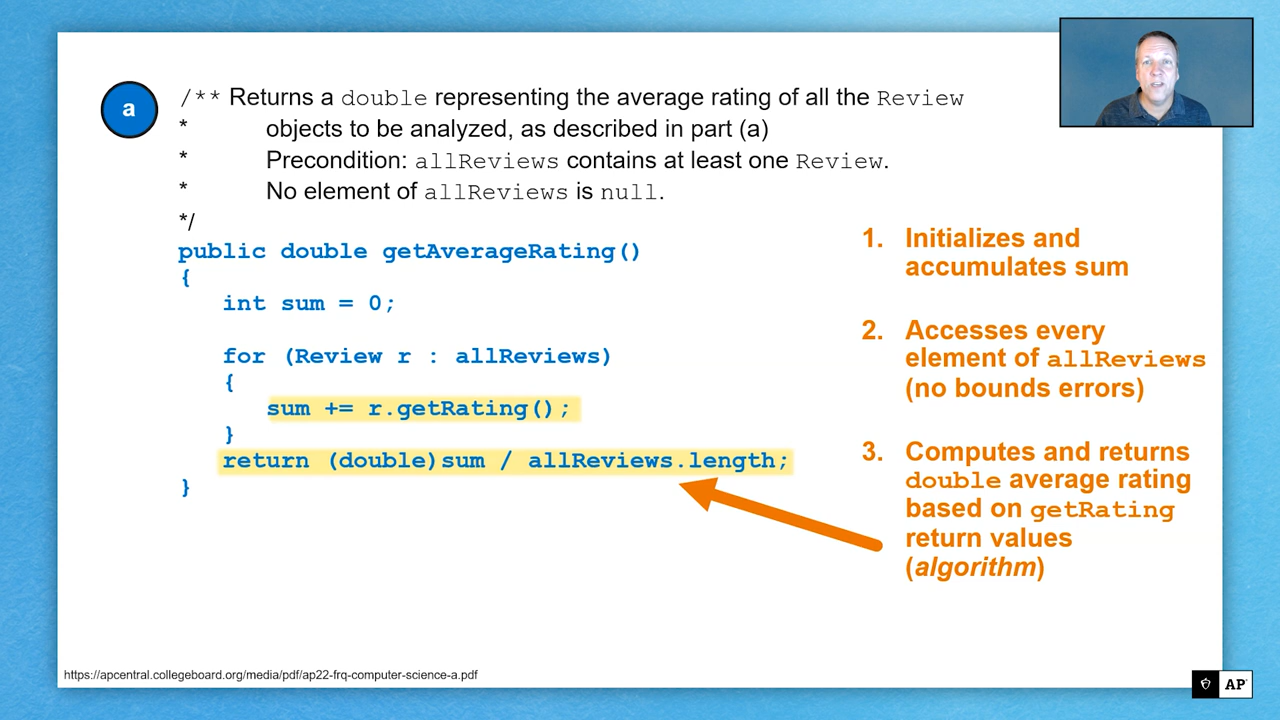 a
/** Returns a double representing the average rating of all the Review
* objects to be analyzed, as described in part (a)
* Precondition: allReviews contains at least one Review.
* No element of allReviews is null.
*/
public double getAverageRating()
{
int sum = 0;
for (Review r : allReviews)
{
sum += r.getRating();
}
return (double)sum / allReviews.length;
}
1. Initializes and
accumulates sum
2. Accesses every
element of allReviews
(no bounds errors)
3. Computes and returns
double average rating
based on getRating
return values
(algorithm)
https://apcentral.collegeboard.org/media/pdf/ap22-frq-computer-science-a.pdf
AP